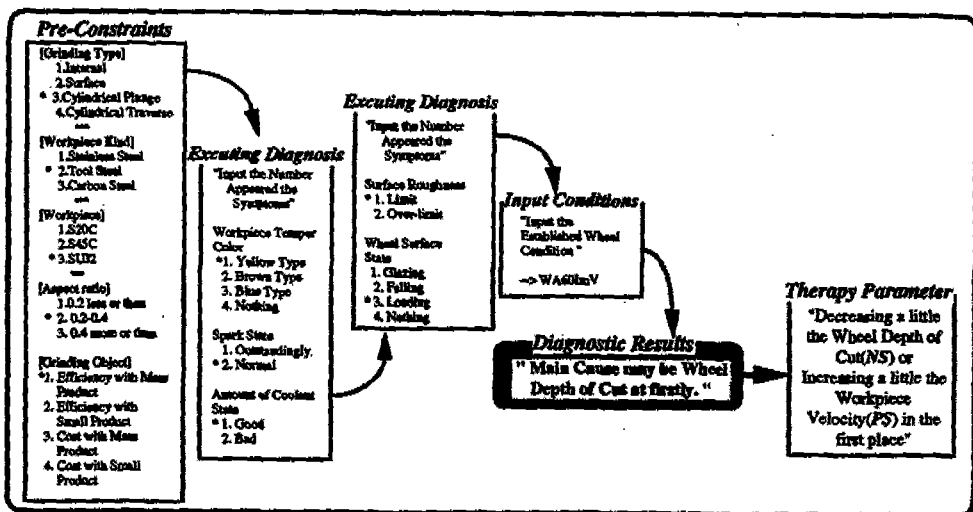 Pre-Constraints
[Grinding Type]
1.Internal
2.Surface
* 3.Cylindrical Plunge
4.Cylindrical Traverse
[Workpiece Kind]
1.Stainless Steel
* 2.Tool Steel
3.Carbon Steel
[Workpiece]
1.S20C
2.S45C
* 3.SUJ2
[Aspect ratio]
1.0.2 less or than
* 2. 0.2-0.4
3. 0.4 more or than
[Grinding Object]
*1. Efficiency with Mass
Product
2. Efficiency with
Small Product
3. Cost with Mass
Product
4. Cost with Small
Product
Excuting Diagnosis
"Input the Number
Appeared the
Symptoms"
Workpiece Temper
Color
*1. Yellow Type
2. Brown Type
3. Blue Type
4. Nothing
Spark State
1. Outstandingly.
* 2. Normal
Amount of Coolant
State
* 1. Good
2. Bad
Excuting Diagnosis
"Input the Number
Appeared the
Symptoms"
Surface Roughness
* 1. Limit
2. Over-limit
Wheel Surface
State
1. Glazing
2. Falling
* 3. Loading
4. Nothing
Input Conditions
"Input the
Established Wheel
Condition "
--> WA60kmV
Diagnostic Results
" Main Cause may be Wheel
Depth of Cut at firstly. "
Therapy Parameter
"Decreasing a little
the Wheel Depth of
Cut(NS) or
Increasing a little the
Workpiece
Velocity(PS) in the
first place"